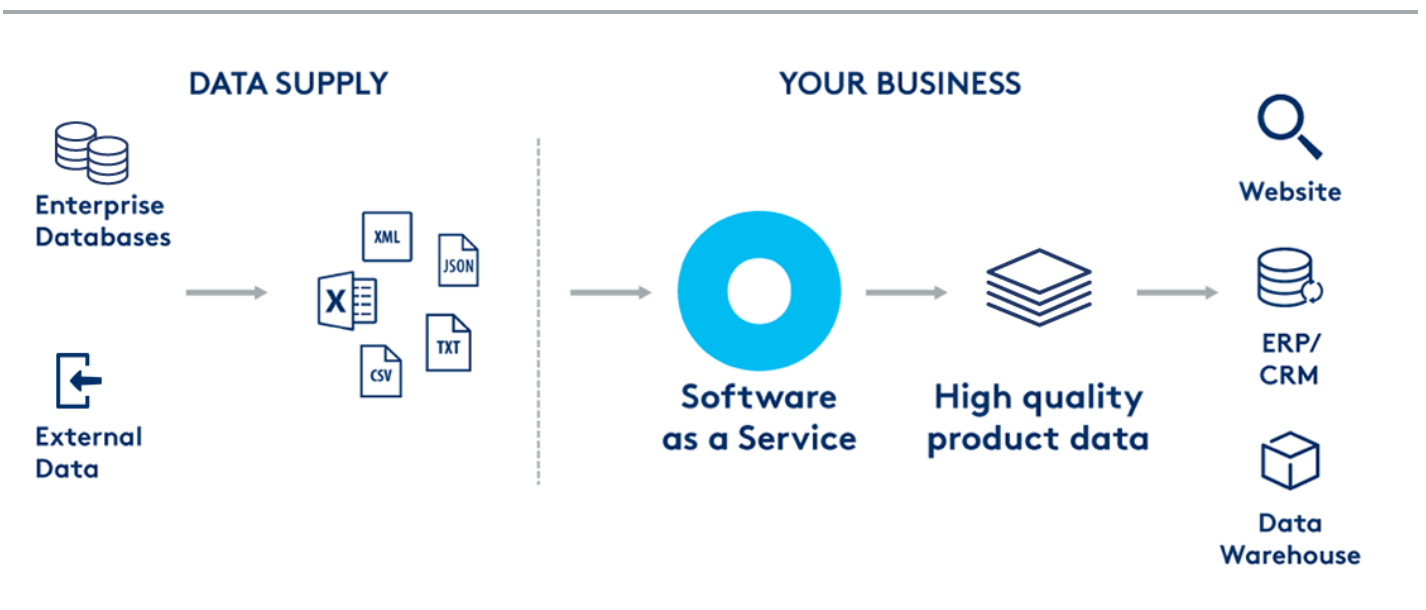 DATA SUPPLY
YOUR BUSINESS
Enterprise
Databases
External
Data
XML
JSON
X
TXT
CSV
Software
as a Service
High quality
product data
Website
ERP/
CRM
Data
Warehouse